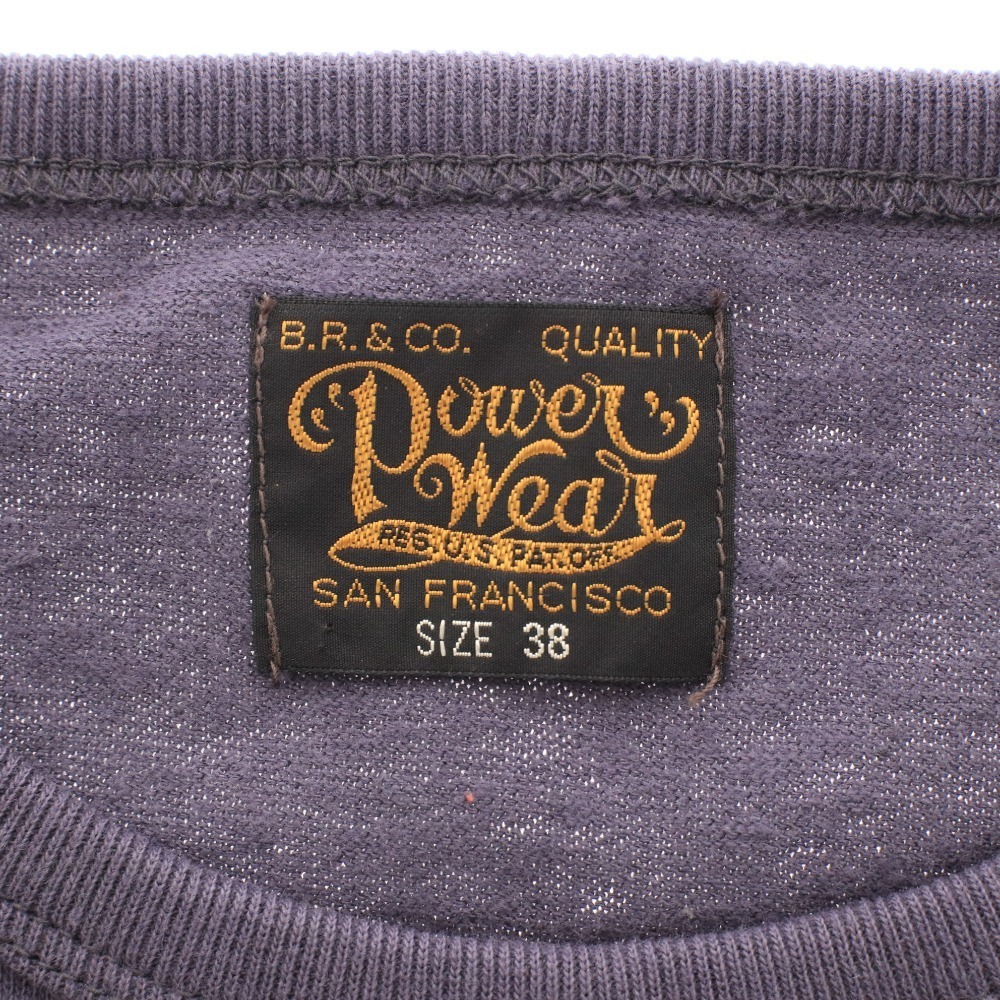 B.R. & CO. QUALITY
"Power
Wear"
REG. U.S. PAT. OFF.
SAN FRANCISCO
SIZE 38